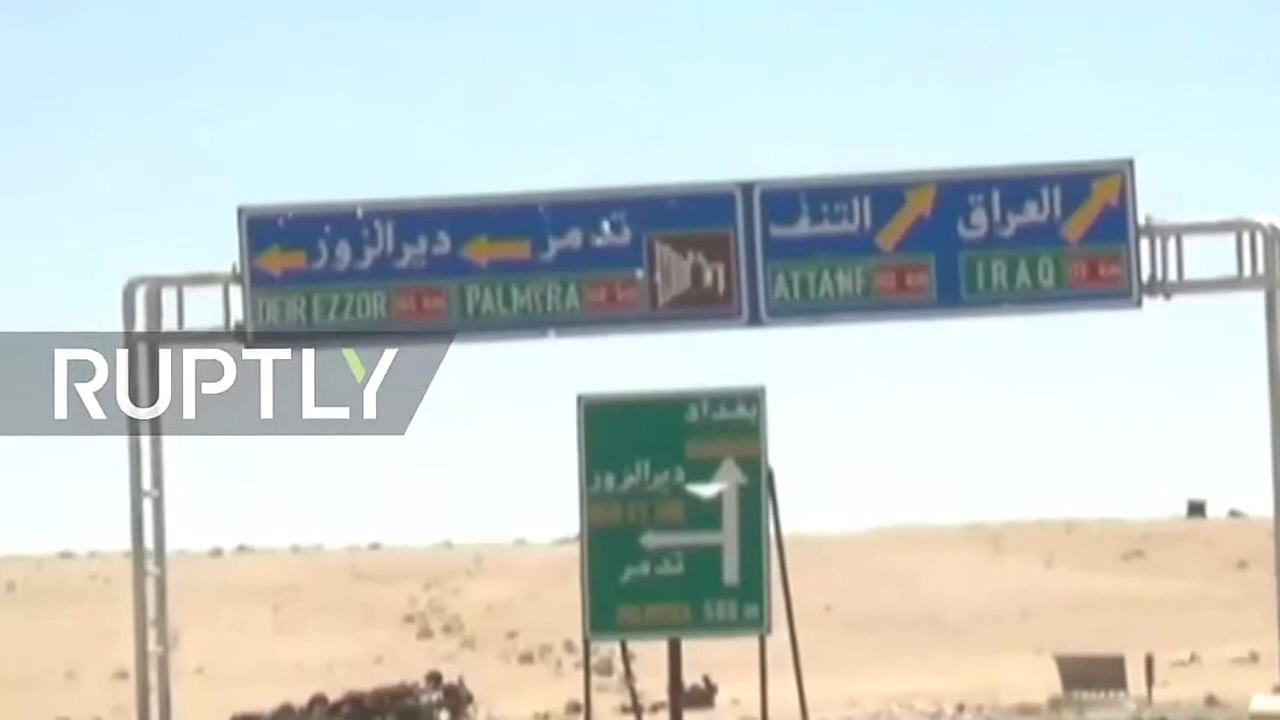 ديرالزور تدمر
DEIR EZZOR PALMYRA
التنف العراق
ATTANF IRAQ
RUPTLY
بغداد
ديرالزور
تدمر
500 m